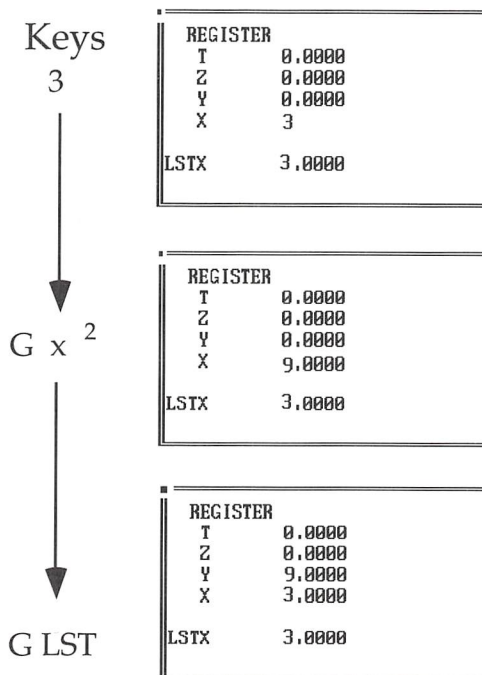 Keys
3
REGISTER
T 0.0000
Z 0.0000
Y 0.0000
X 3
LSTX 3.0000
G x 2
REGISTER
T 0.0000
Z 0.0000
Y 0.0000
X 9.0000
LSTX 3.0000
G LST
REGISTER
T 0.0000
Z 0.0000
Y 9.0000
X 3.0000
LSTX 3.0000